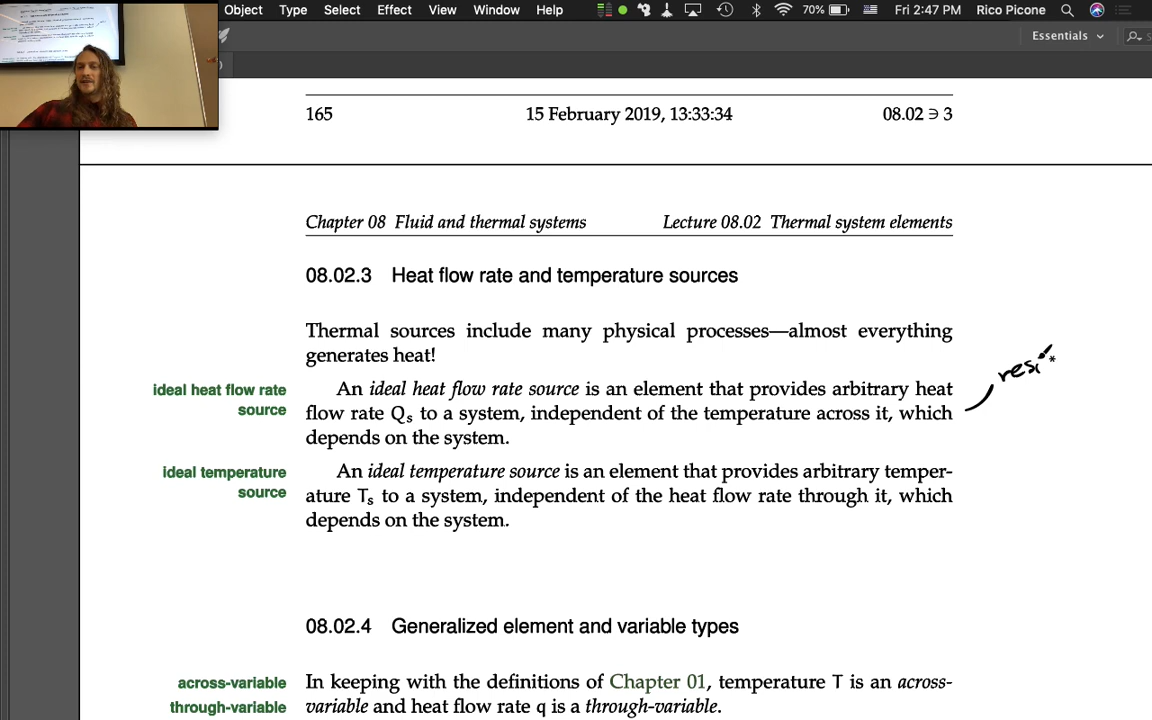 Object Type Select Effect View Window Help 70% Fri 2:47 PM Rico Picone
Essentials
165 15 February 2019, 13:33:34 08.02 ∋ 3
Chapter 08 Fluid and thermal systems Lecture 08.02 Thermal system elements
08.02.3 Heat flow rate and temperature sources
Thermal sources include many physical processes—almost everything
generates heat!
resi
ideal heat flow rate An ideal heat flow rate source is an element that provides arbitrary heat
source flow rate Qs to a system, independent of the temperature across it, which
depends on the system.
ideal temperature An ideal temperature source is an element that provides arbitrary temper-
source ature Ts to a system, independent of the heat flow rate through it, which
depends on the system.
08.02.4 Generalized element and variable types
across-variable In keeping with the definitions of Chapter 01, temperature T is an across-
through-variable variable and heat flow rate q is a through-variable.